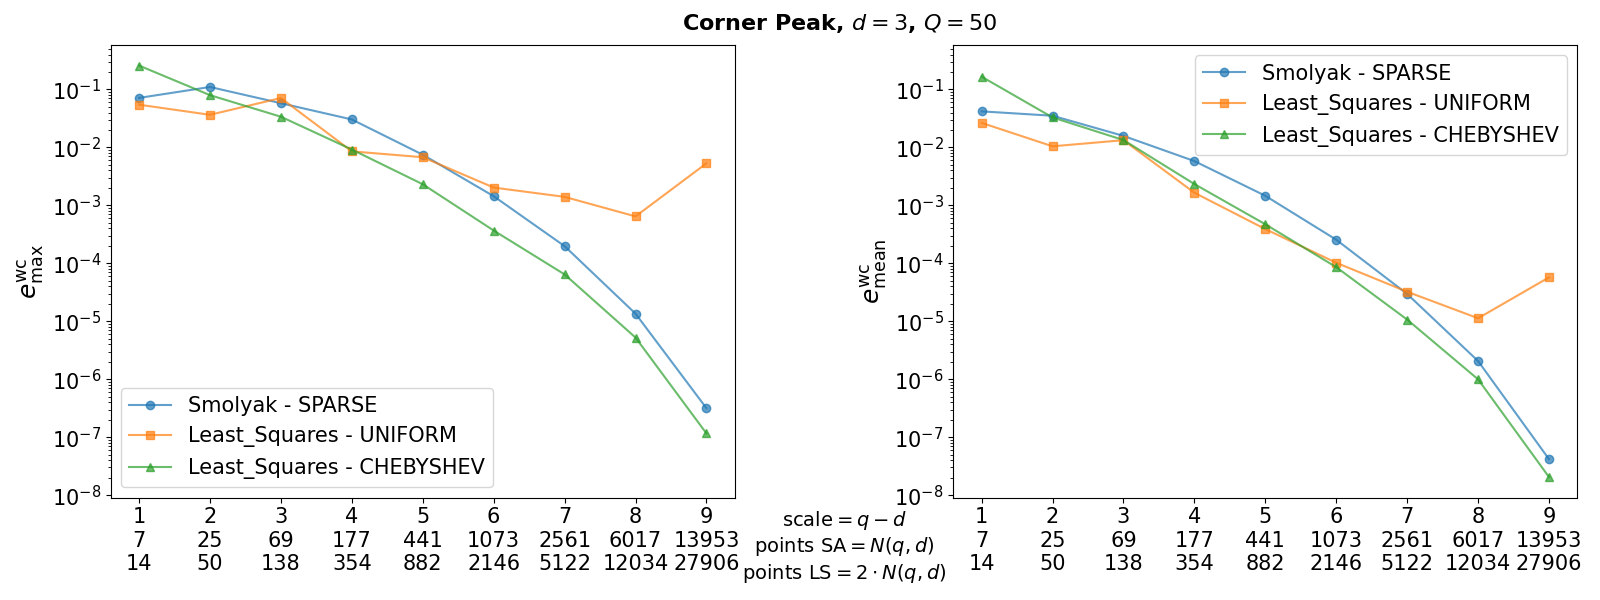 Corner Peak, d = 3, Q = 50
10⁻¹
10⁻²
10⁻³
10⁻⁴
10⁻⁵
10⁻⁶
10⁻⁷
10⁻⁸
e_max^wc
Smolyak - SPARSE
Least_Squares - UNIFORM
Least_Squares - CHEBYSHEV
1 2 3 4 5 6 7 8 9
7 25 69 177 441 1073 2561 6017 13953
14 50 138 354 882 2146 5122 12034 27906
scale = q − d
points SA = N(q, d)
points LS = 2 · N(q, d)
10⁻¹
10⁻²
10⁻³
10⁻⁴
10⁻⁵
10⁻⁶
10⁻⁷
10⁻⁸
e_mean^wc
Smolyak - SPARSE
Least_Squares - UNIFORM
Least_Squares - CHEBYSHEV
1 2 3 4 5 6 7 8 9
7 25 69 177 441 1073 2561 6017 13953
14 50 138 354 882 2146 5122 12034 27906